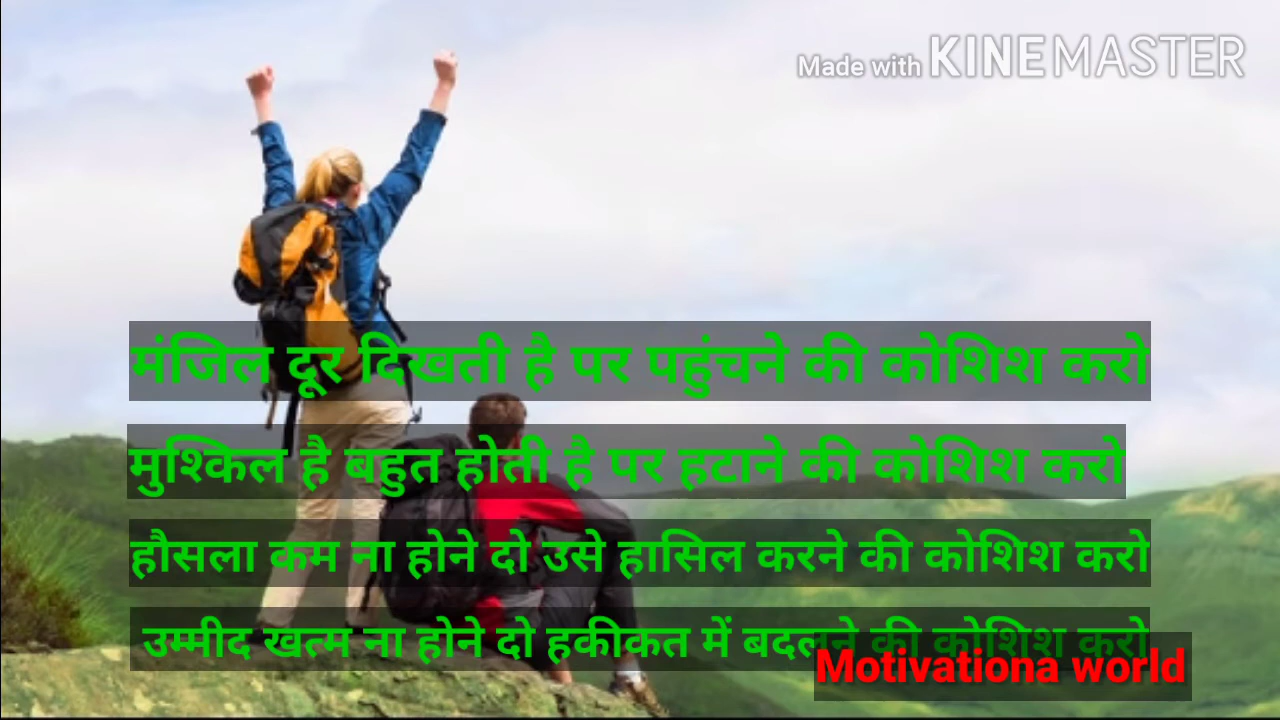 Made with KINEMASTER
मंजिल दूर दिखती है पर पहुंचने की कोशिश करो
मुश्किल है बहुत होती है पर हटाने की कोशिश करो
हौसला कम ना होने दो उसे हासिल करने की कोशिश करो
उम्मीद खत्म ना होने दो हकीकत में बदलने की कोशिश करो
Motivationa world